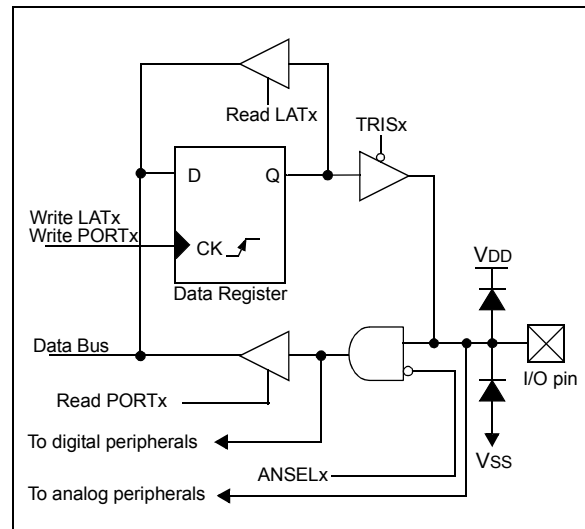 Read LATx
TRISx
D
Q
Write LATx
Write PORTx
CK
Data Register
VDD
Data Bus
I/O pin
Read PORTx
To digital peripherals
VSS
ANSELx
To analog peripherals